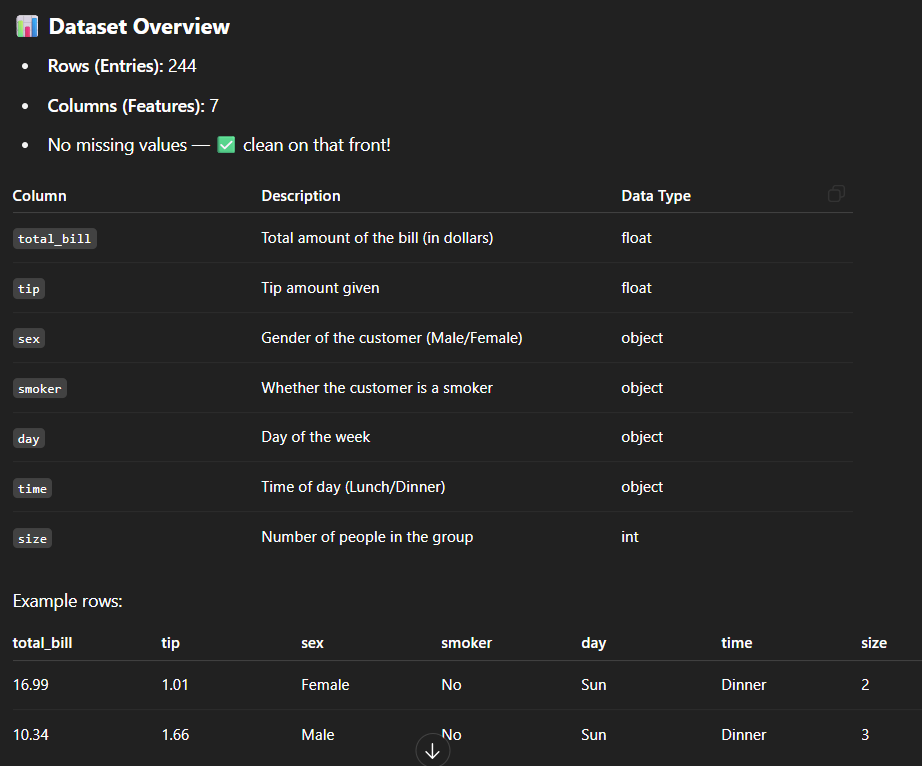 📊 Dataset Overview
• Rows (Entries): 244
• Columns (Features): 7
• No missing values — ✅ clean on that front!
Column Description Data Type
total_bill Total amount of the bill (in dollars) float
tip Tip amount given float
sex Gender of the customer (Male/Female) object
smoker Whether the customer is a smoker object
day Day of the week object
time Time of day (Lunch/Dinner) object
size Number of people in the group int
Example rows:
total_bill tip sex smoker day time size
16.99 1.01 Female No Sun Dinner 2
10.34 1.66 Male No Sun Dinner 3